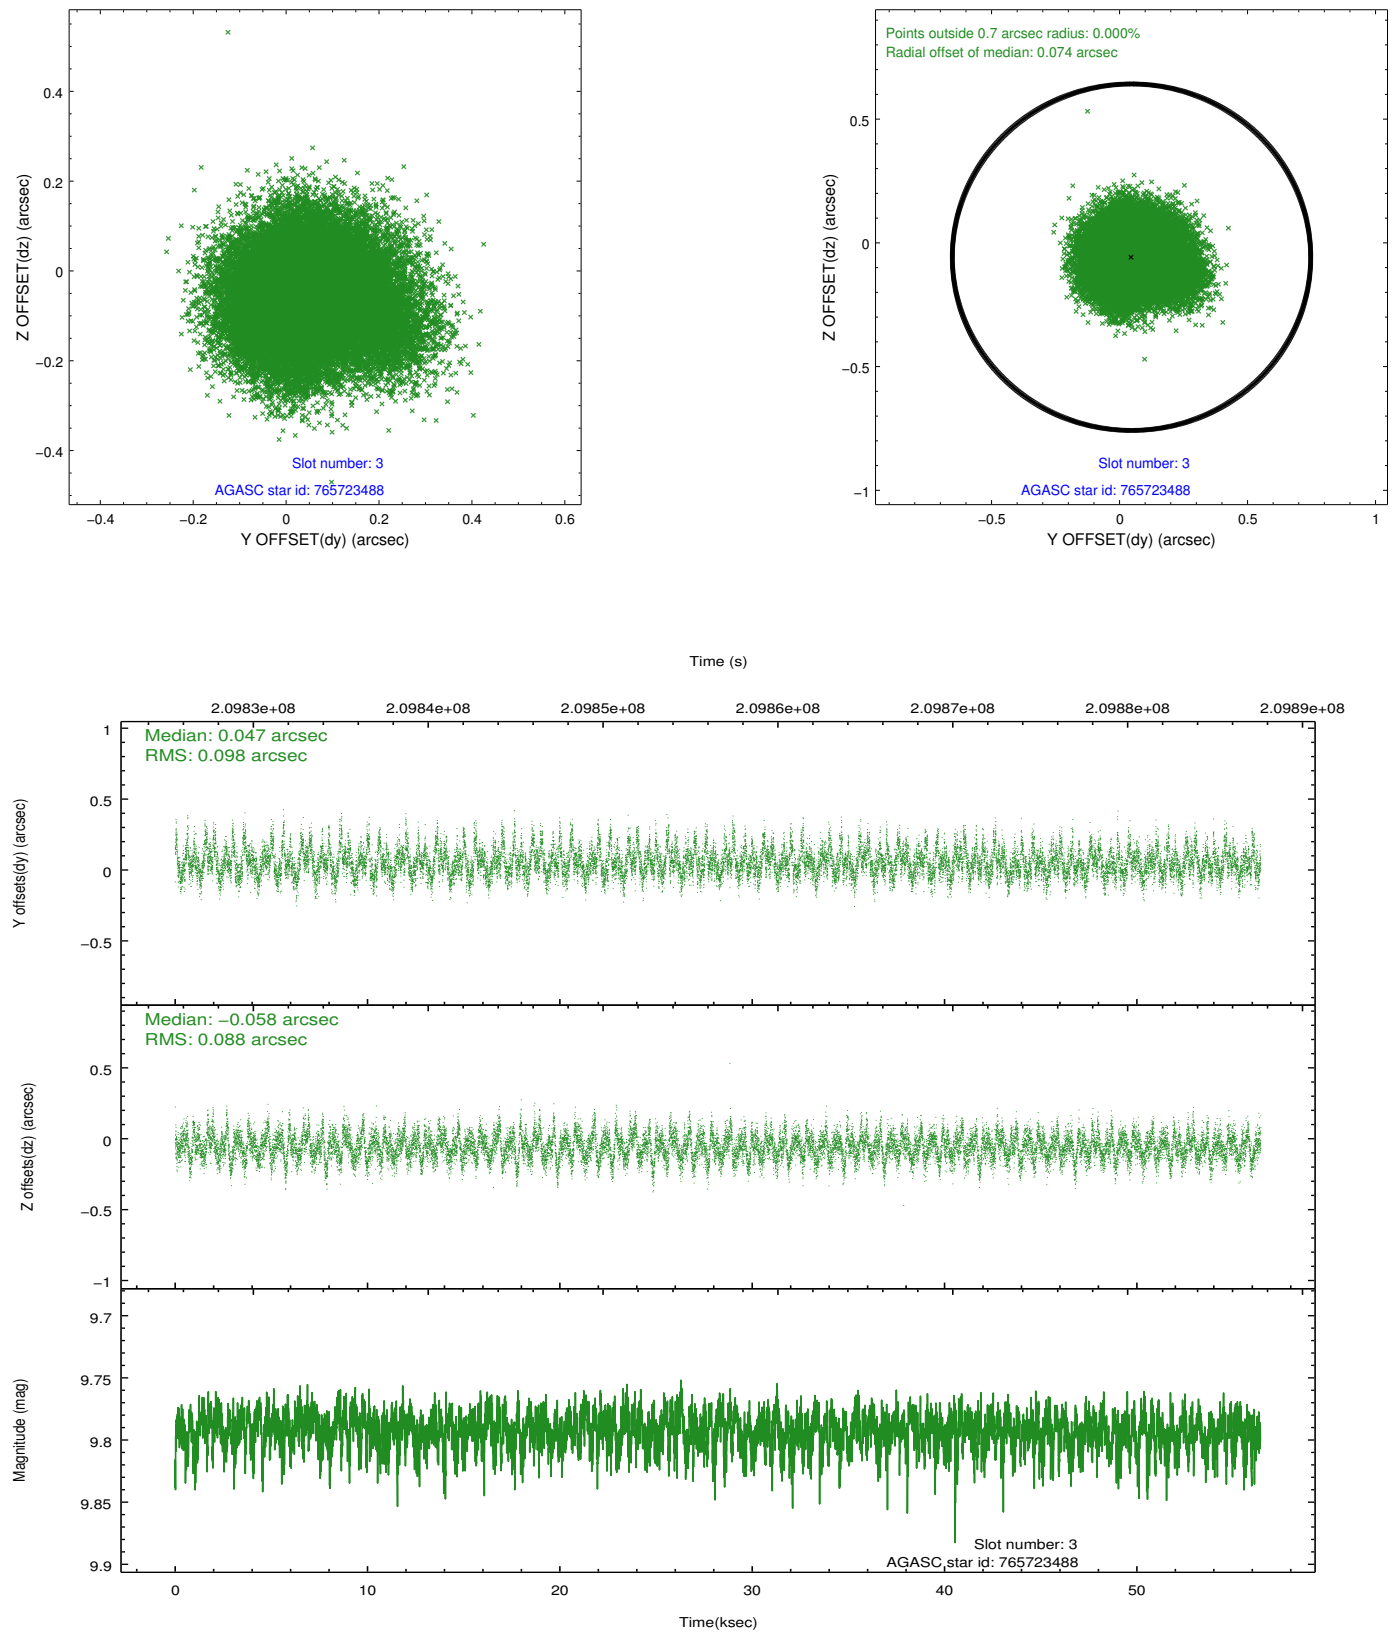 0.4
0.2
0
−0.2
−0.4
Z OFFSET(dz) (arcsec)
Slot number: 3
AGASC star id: 765723488
−0.4 −0.2 0 0.2 0.4 0.6
Y OFFSET(dy) (arcsec)
Points outside 0.7 arcsec radius: 0.000%
Radial offset of median: 0.074 arcsec
0.5
0
−0.5
−1
Z OFFSET(dz) (arcsec)
Slot number: 3
AGASC star id: 765723488
−0.5 0 0.5 1
Y OFFSET(dy) (arcsec)
Time (s)
2.0983e+08 2.0984e+08 2.0985e+08 2.0986e+08 2.0987e+08 2.0988e+08 2.0989e+08
Median: 0.047 arcsec
RMS: 0.098 arcsec
1
0.5
0
−0.5
Y offsets(dy) (arcsec)
Median: −0.058 arcsec
RMS: 0.088 arcsec
0.5
0
−0.5
−1
Z offsets(dz) (arcsec)
9.7
9.75
9.8
9.85
9.9
Magnitude (mag)
Slot number: 3
AGASC star id: 765723488
0 10 20 30 40 50
Time(ksec)